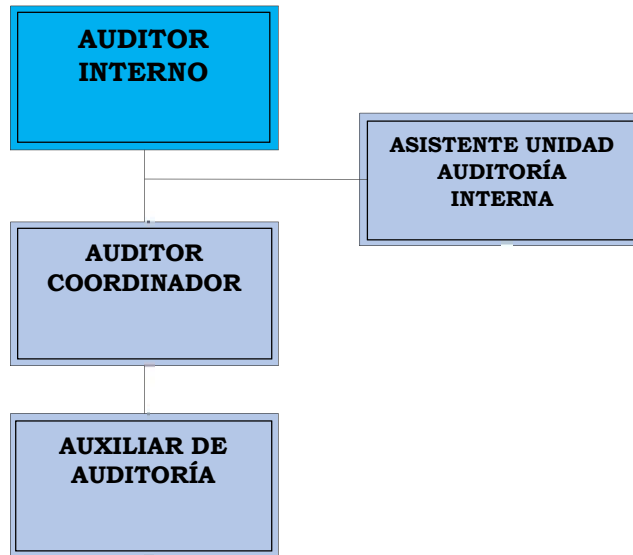 AUDITOR
INTERNO
ASISTENTE UNIDAD
AUDITORÍA
INTERNA
AUDITOR
COORDINADOR
AUXILIAR DE
AUDITORÍA